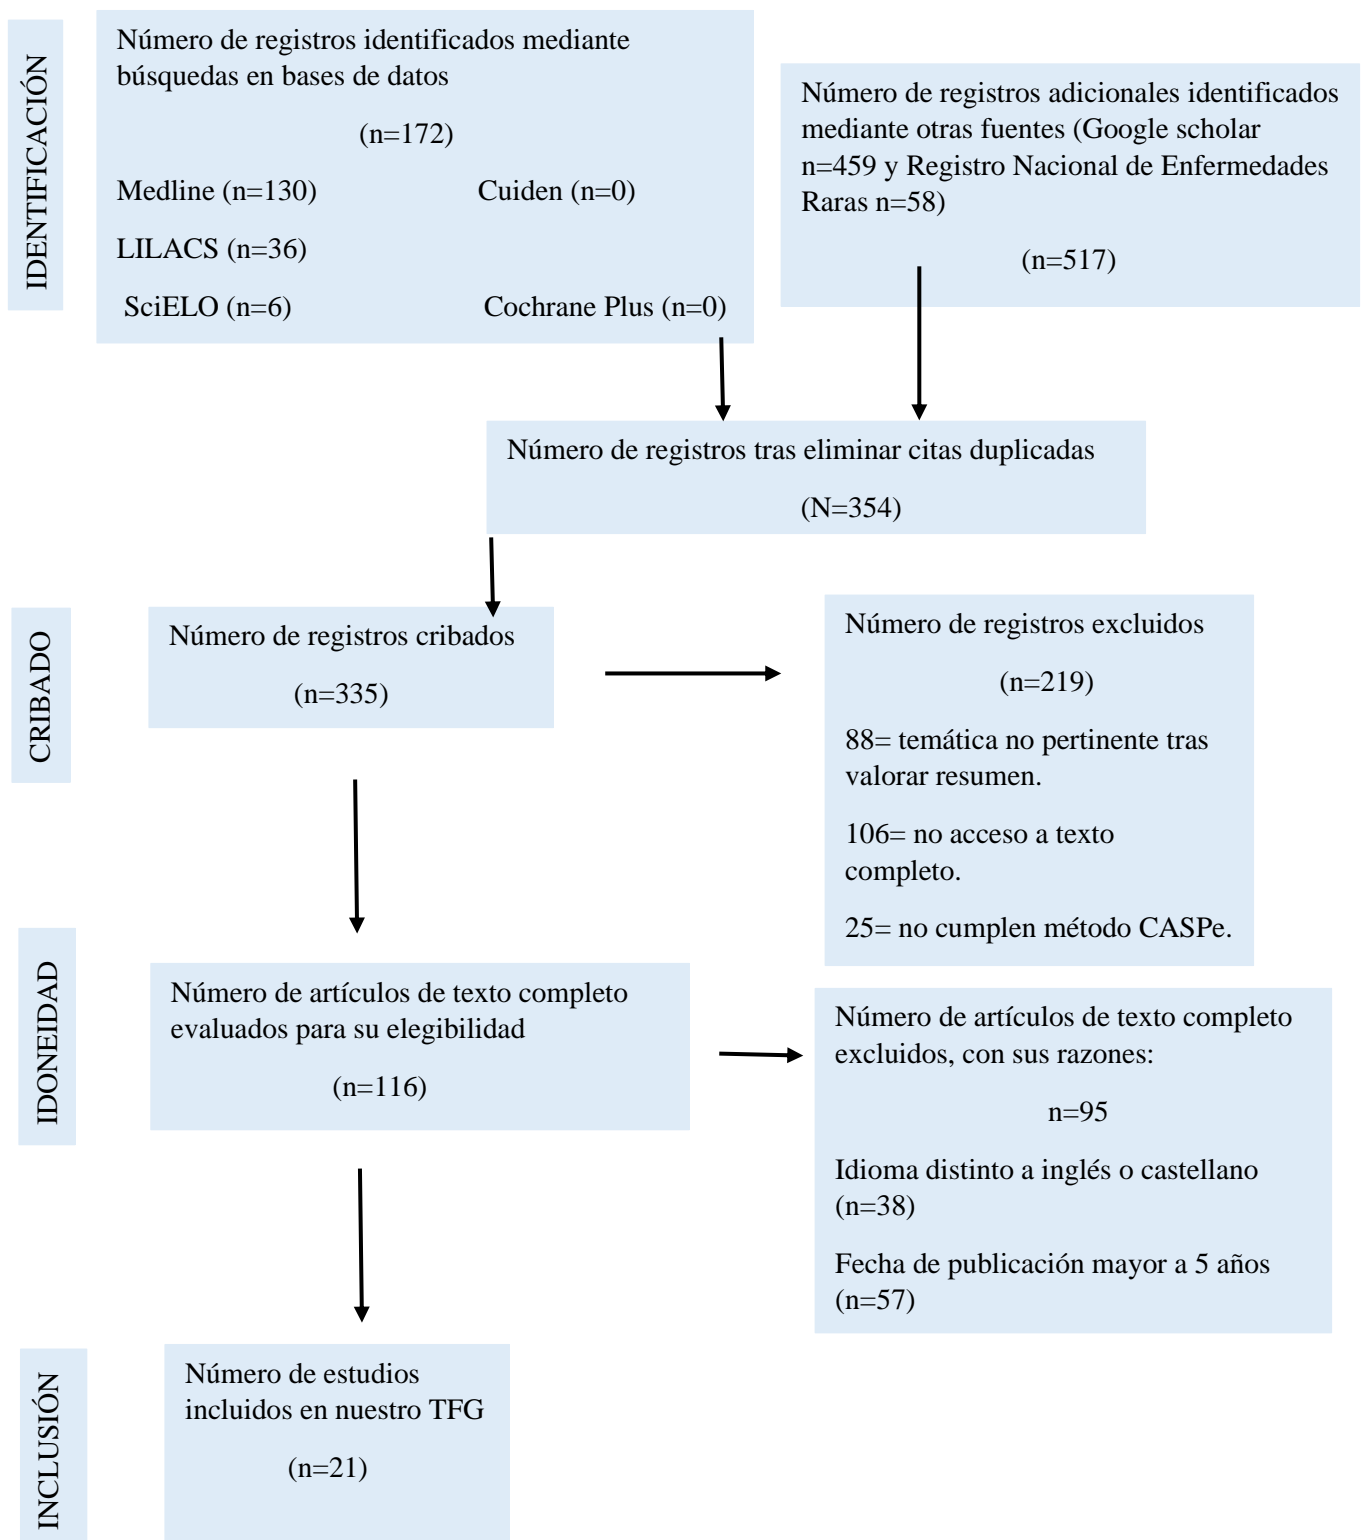 IDENTIFICACIÓN
Número de registros identificados mediante
búsquedas en bases de datos
(n=172)
Medline (n=130) Cuiden (n=0)
LILACS (n=36)
SciELO (n=6) Cochrane Plus (n=0)
Número de registros adicionales identificados
mediante otras fuentes (Google scholar
n=459 y Registro Nacional de Enfermedades
Raras n=58)
(n=517)
Número de registros tras eliminar citas duplicadas
(N=354)
CRIBADO
Número de registros cribados
(n=335)
Número de registros excluidos
(n=219)
88= temática no pertinente tras
valorar resumen.
106= no acceso a texto
completo.
25= no cumplen método CASPe.
IDONEIDAD
Número de artículos de texto completo
evaluados para su elegibilidad
(n=116)
Número de artículos de texto completo
excluidos, con sus razones:
n=95
Idioma distinto a inglés o castellano
(n=38)
Fecha de publicación mayor a 5 años
(n=57)
INCLUSIÓN
Número de estudios
incluidos en nuestro TFG
(n=21)